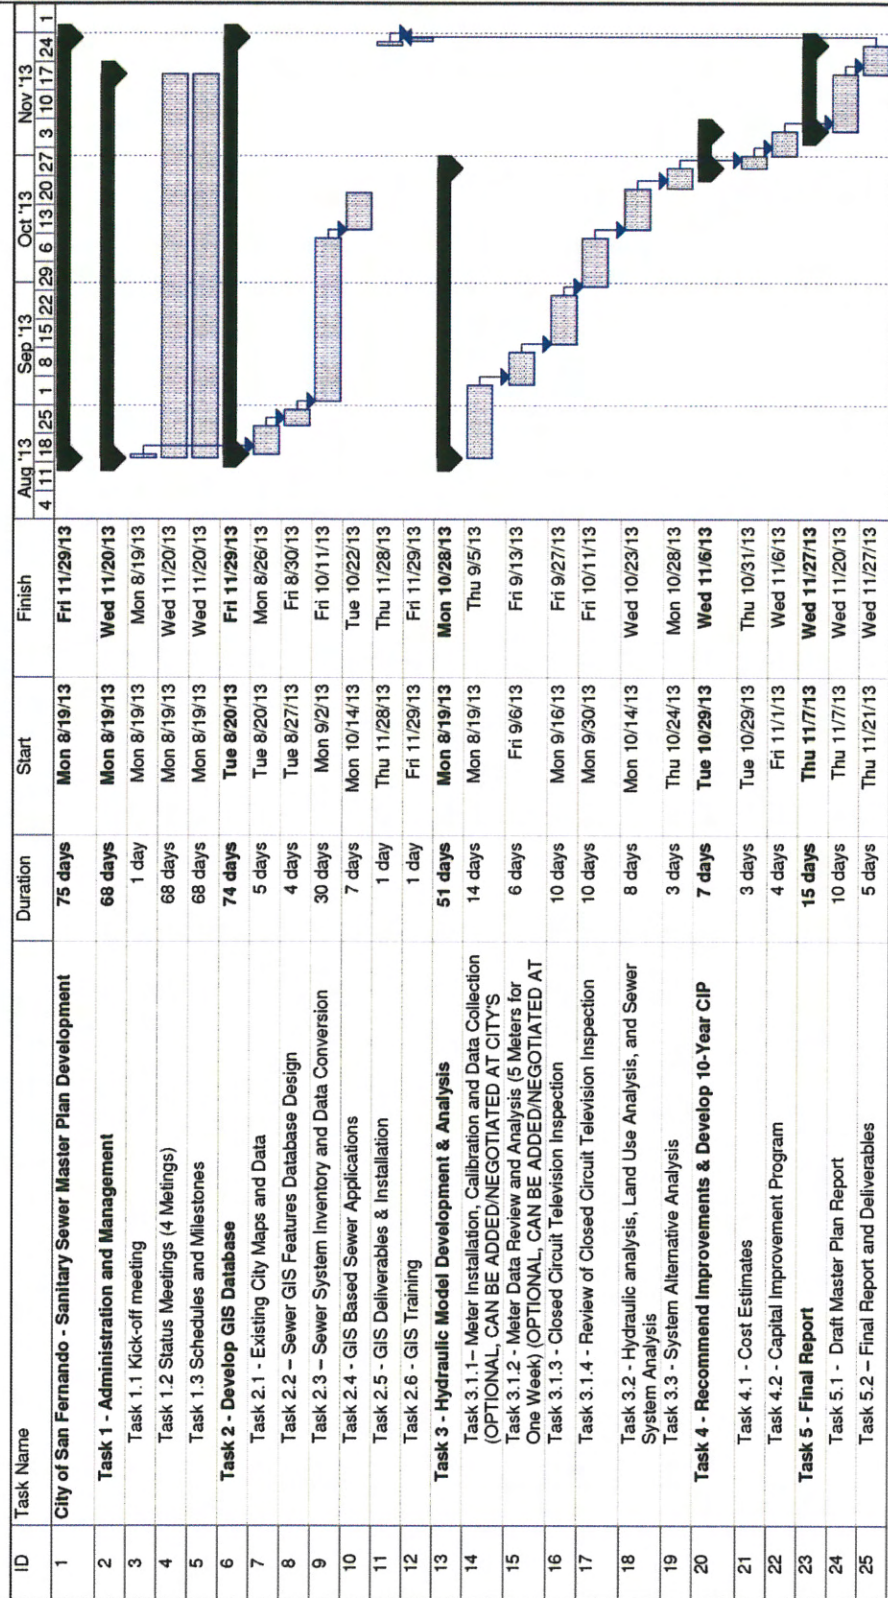 ID Task Name Duration Start Finish Aug '13 Sep '13 Oct '13 Nov '13
4 11 18 25 1 8 15 22 29 6 13 20 27 3 10 17 24 1
1 City of San Fernando - Sanitary Sewer Master Plan Development 75 days Mon 8/19/13 Fri 11/29/13
2 Task 1 - Administration and Management 68 days Mon 8/19/13 Wed 11/20/13
3 Task 1.1 Kick-off meeting 1 day Mon 8/19/13 Mon 8/19/13
4 Task 1.2 Status Meetings (4 Metings) 68 days Mon 8/19/13 Wed 11/20/13
5 Task 1.3 Schedules and Milestones 68 days Mon 8/19/13 Wed 11/20/13
6 Task 2 - Develop GIS Database 74 days Tue 8/20/13 Fri 11/29/13
7 Task 2.1 - Existing City Maps and Data 5 days Tue 8/20/13 Mon 8/26/13
8 Task 2.2 – Sewer GIS Features Database Design 4 days Tue 8/27/13 Fri 8/30/13
9 Task 2.3 – Sewer System Inventory and Data Conversion 30 days Mon 9/2/13 Fri 10/11/13
10 Task 2.4 - GIS Based Sewer Applications 7 days Mon 10/14/13 Tue 10/22/13
11 Task 2.5 - GIS Deliverables & Installation 1 day Thu 11/28/13 Thu 11/28/13
12 Task 2.6 - GIS Training 1 day Fri 11/29/13 Fri 11/29/13
13 Task 3 - Hydraulic Model Development & Analysis 51 days Mon 8/19/13 Mon 10/28/13
14 Task 3.1.1– Meter Installation, Calibration and Data Collection 14 days Mon 8/19/13 Thu 9/5/13
(OPTIONAL, CAN BE ADDED/NEGOTIATED AT CITY'S
15 Task 3.1.2 - Meter Data Review and Analysis (5 Meters for 6 days Fri 9/6/13 Fri 9/13/13
One Week) (OPTIONAL, CAN BE ADDED/NEGOTIATED AT
16 Task 3.1.3 - Closed Circuit Television Inspection 10 days Mon 9/16/13 Fri 9/27/13
17 Task 3.1.4 - Review of Closed Circuit Television Inspection 10 days Mon 9/30/13 Fri 10/11/13
18 Task 3.2 - Hydraulic analysis, Land Use Analysis, and Sewer 8 days Mon 10/14/13 Wed 10/23/13
System Analysis
19 Task 3.3 - System Alternative Analysis 3 days Thu 10/24/13 Mon 10/28/13
20 Task 4 - Recommend Improvements & Develop 10-Year CIP 7 days Tue 10/29/13 Wed 11/6/13
21 Task 4.1 - Cost Estimates 3 days Tue 10/29/13 Thu 10/31/13
22 Task 4.2 - Capital Improvement Program 4 days Fri 11/1/13 Wed 11/6/13
23 Task 5 - Final Report 15 days Thu 11/7/13 Wed 11/27/13
24 Task 5.1 - Draft Master Plan Report 10 days Thu 11/7/13 Wed 11/20/13
25 Task 5.2 – Final Report and Deliverables 5 days Thu 11/21/13 Wed 11/27/13